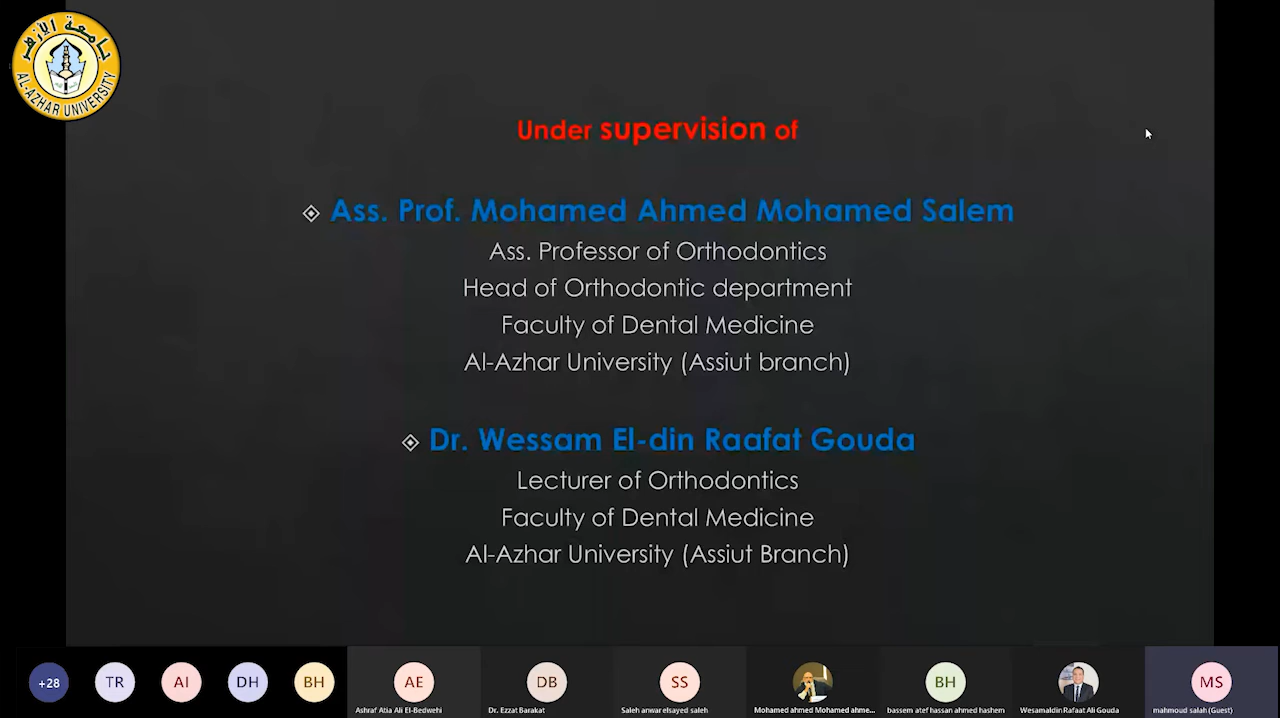 جامعة الأزهر
AL-AZHAR UNIVERSITY
Under supervision of
Ass. Prof. Mohamed Ahmed Mohamed Salem
Ass. Professor of Orthodontics
Head of Orthodontic department
Faculty of Dental Medicine
Al-Azhar University (Assiut branch)
Dr. Wessam El-din Raafat Gouda
Lecturer of Orthodontics
Faculty of Dental Medicine
Al-Azhar University (Assiut Branch)
+28
TR
AI
DH
BH
AE
DB
SS
BH
MS
Ashraf Atia Ali El-Bedwehi
Dr. Ezzat Barakat
Saleh anwar elsayed saleh
Mohamed ahmed Mohamed ahme...
bassem atef hassan ahmed hashem
Wesamaldin Rafaat Ali Gouda
mahmoud salah (Guest)